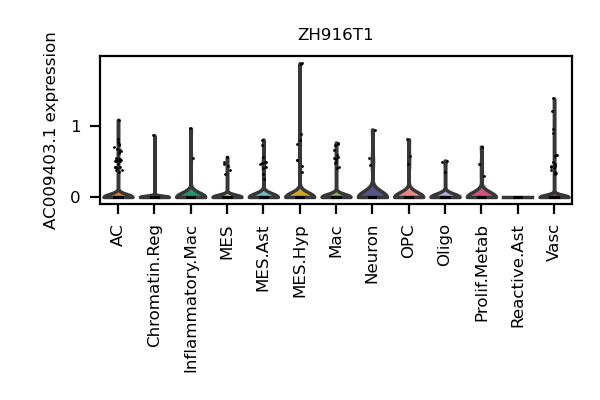 ZH916T1
AC009403.1 expression
1
0
AC
Chromatin.Reg
Inflammatory.Mac
MES
MES.Ast
MES.Hyp
Mac
Neuron
OPC
Oligo
Prolif.Metab
Reactive.Ast
Vasc